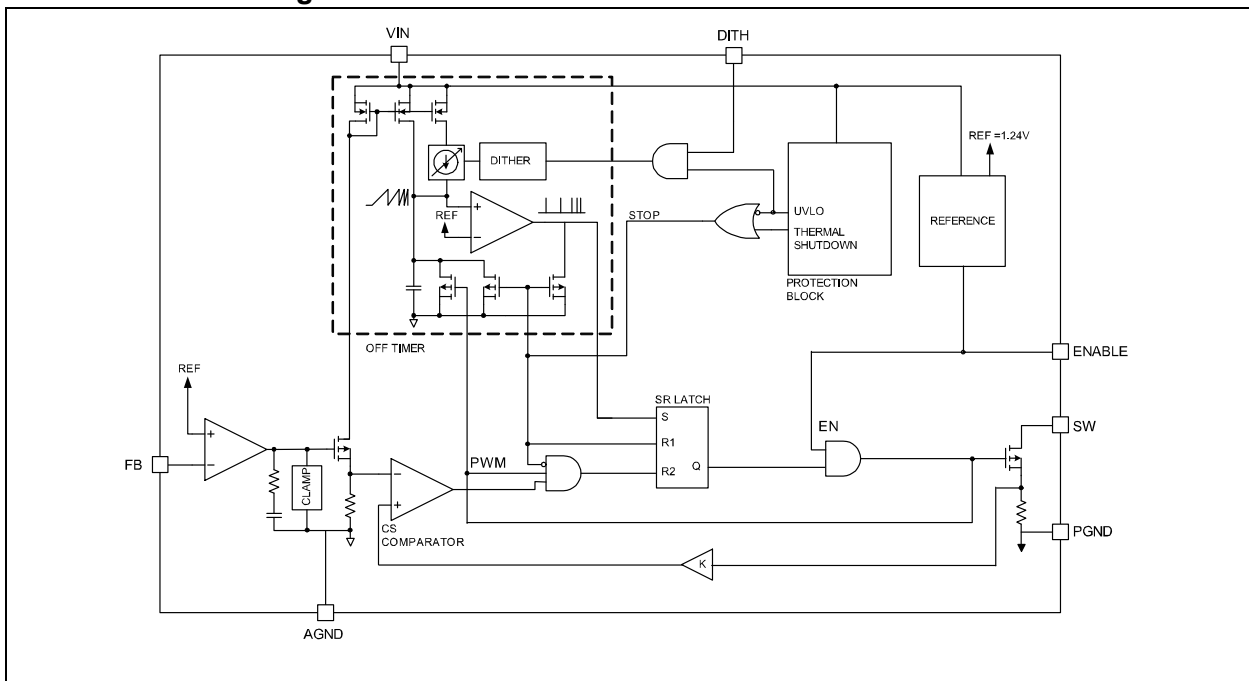 VIN
DITH
REF =1.24V
DITHER
REF
STOP
UVLO
THERMAL
SHUTDOWN
REFERENCE
PROTECTION
BLOCK
OFF TIMER
ENABLE
REF
SR LATCH
S
EN
SW
FB
PWM
R1
CLAMP
R2
Q
CS
COMPARATOR
PGND
K
AGND